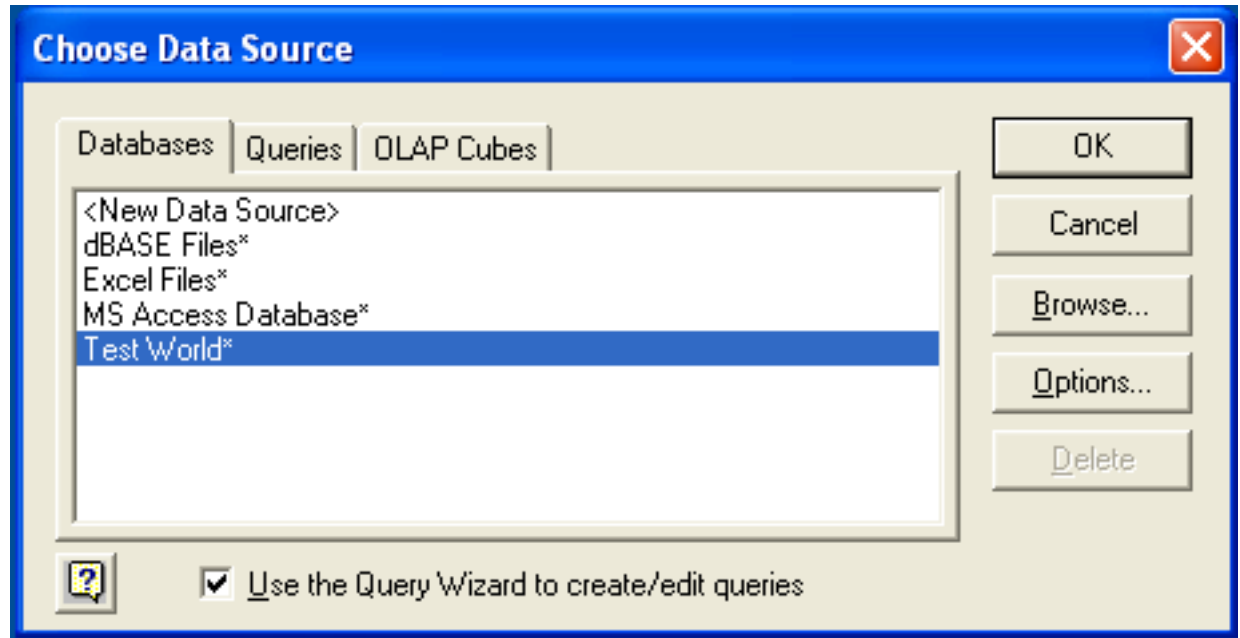 Choose Data Source
Databases Queries OLAP Cubes
<New Data Source>
dBASE Files*
Excel Files*
MS Access Database*
Test World*
OK
Cancel
Browse...
Options...
Delete
?
Use the Query Wizard to create/edit queries